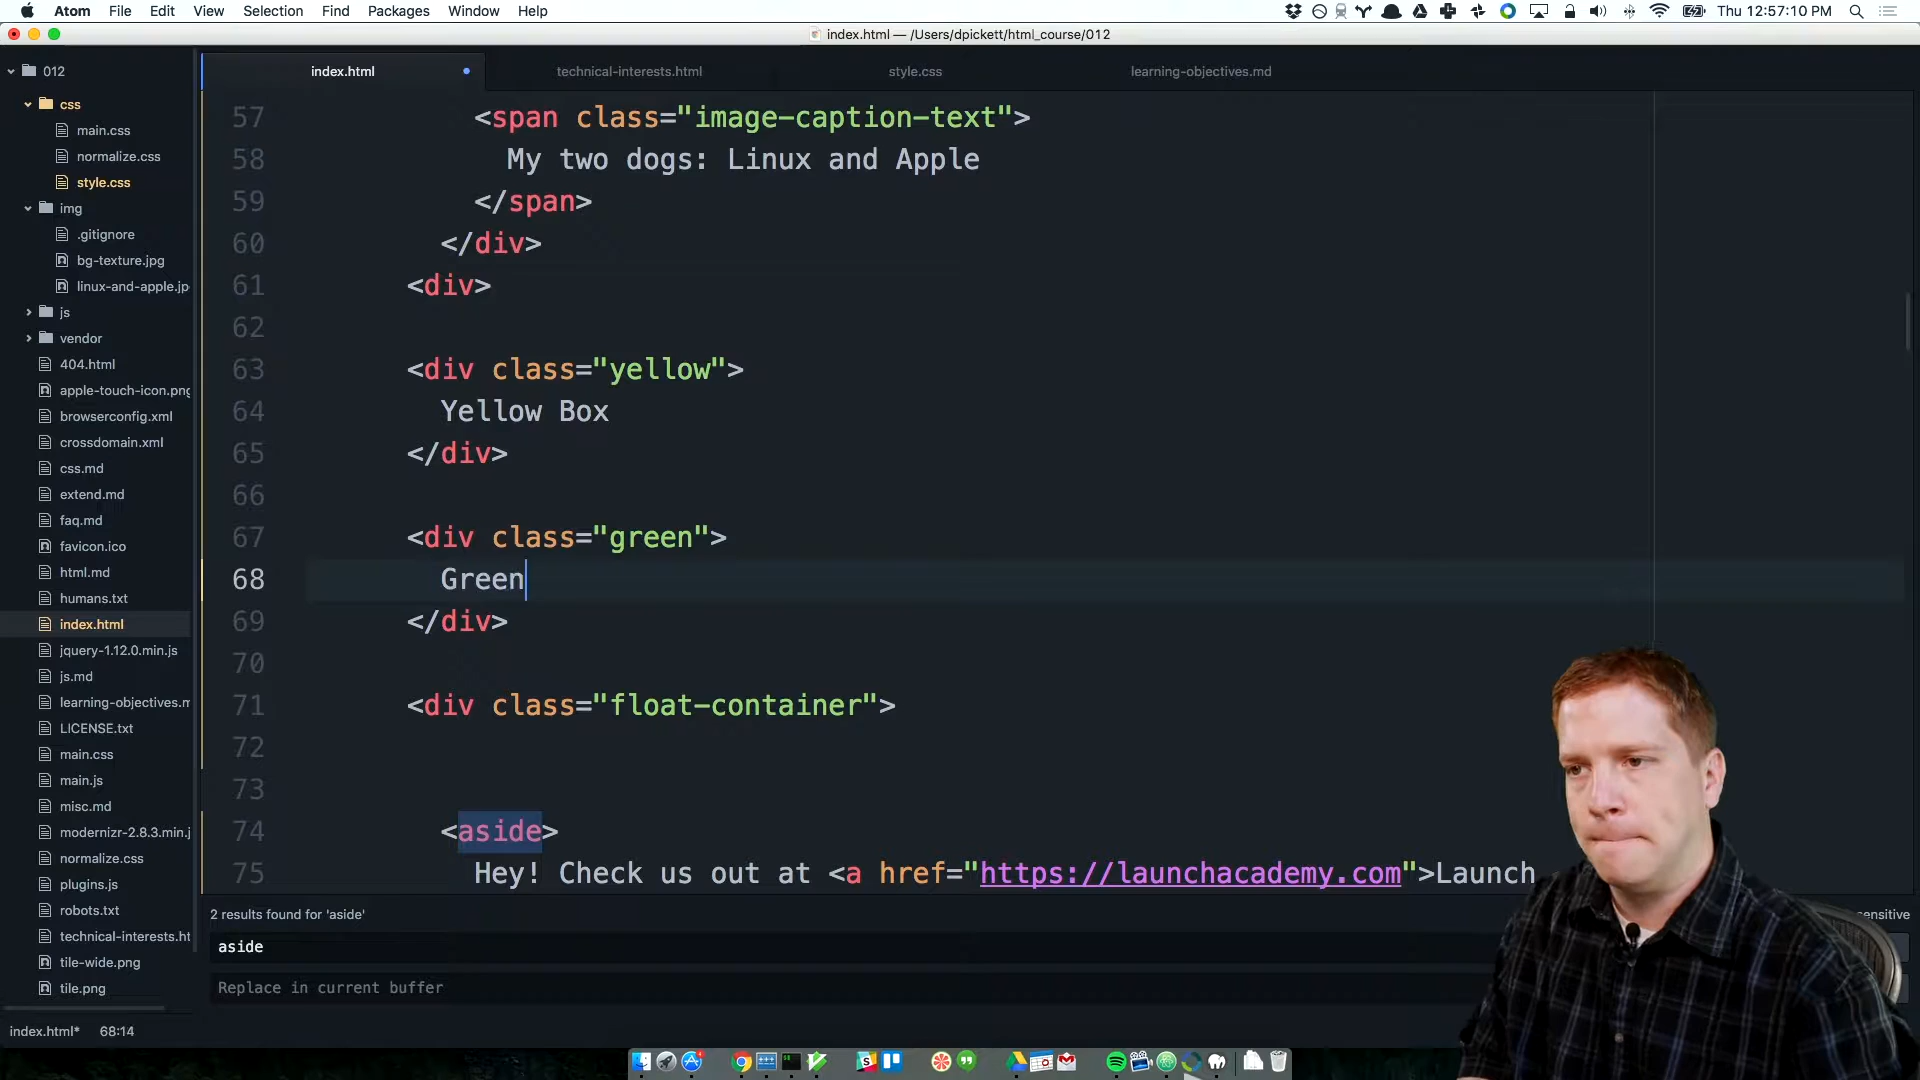 Atom File Edit View Selection Find Packages Window Help Thu 12:57:10 PM
index.html — /Users/dpickett/html_course/012
012
css
main.css
normalize.css
style.css
img
.gitignore
bg-texture.jpg
linux-and-apple.jp
js
vendor
404.html
apple-touch-icon.png
browserconfig.xml
crossdomain.xml
css.md
extend.md
faq.md
favicon.ico
html.md
humans.txt
index.html
jquery-1.12.0.min.js
js.md
learning-objectives.m
LICENSE.txt
main.css
main.js
misc.md
modernizr-2.8.3.min.j
normalize.css
plugins.js
robots.txt
technical-interests.ht
tile-wide.png
tile.png
index.html technical-interests.html style.css learning-objectives.md
57 <span class="image-caption-text">
58 My two dogs: Linux and Apple
59 </span>
60 </div>
61 <div>
62
63 <div class="yellow">
64 Yellow Box
65 </div>
66
67 <div class="green">
68 Green
69 </div>
70
71 <div class="float-container">
72
73
74 <aside>
75 Hey! Check us out at <a href="https://launchacademy.com">Launch
2 results found for 'aside' sensitive
aside
Replace in current buffer
index.html* 68:14